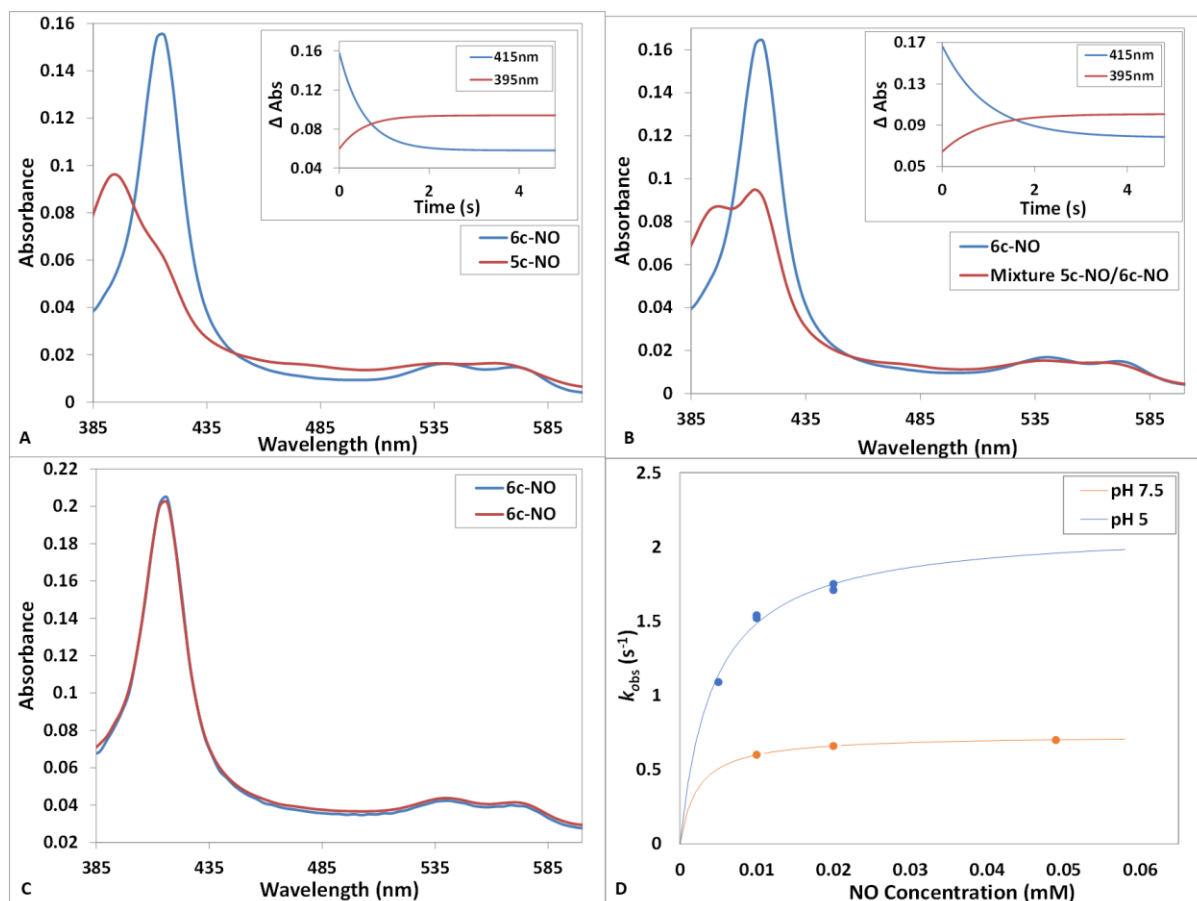 0.16
0.14
0.12
0.1
0.08
0.06
0.04
0.02
0
Absorbance
385
435
485
535
585
Wavelength (nm)
A
0.17
0.11
0.04
Δ Abs
0
2
4
Time (s)
415nm
395nm
6c-NO
5c-NO
0.16
0.14
0.12
0.1
0.08
0.06
0.04
0.02
0
Absorbance
385
435
485
535
585
Wavelength (nm)
B
0.17
0.13
0.09
0.05
Δ Abs
0
2
4
Time (s)
415nm
395nm
6c-NO
Mixture 5c-NO/6c-NO
0.22
0.2
0.18
0.16
0.14
0.12
0.1
0.08
0.06
0.04
0.02
Absorbance
385
435
485
535
585
Wavelength (nm)
C
6c-NO
6c-NO
2.5
2
1.5
1
0.5
0
kobs (s⁻¹)
0
0.01
0.02
0.03
0.04
0.05
0.06
NO Concentration (mM)
D
pH 7.5
pH 5